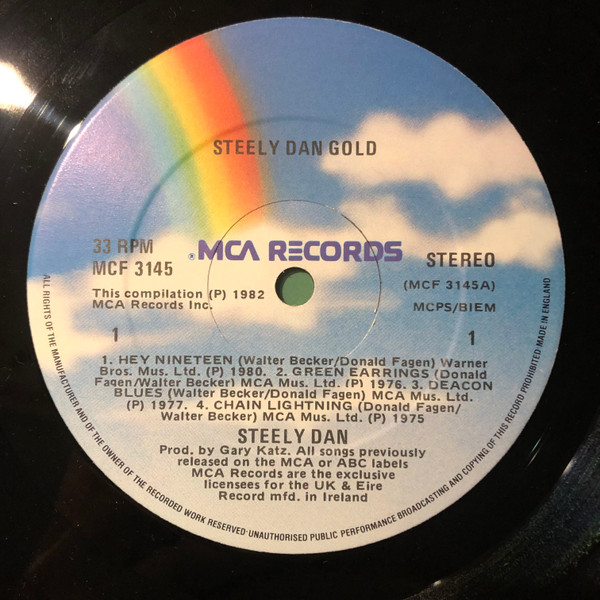 STEELY DAN GOLD
33 RPM
MCF 3145
® MCA RECORDS
STEREO
(MCF 3145A)
MCPS/BIEM
This compilation (P) 1982
MCA Records Inc.
1
1
1. HEY NINETEEN (Walter Becker/Donald Fagen) Warner
Bros. Mus. Ltd. (P) 1980. 2. GREEN EARRINGS (Donald
Fagen/Walter Becker) MCA Mus. Ltd. (P) 1976. 3. DEACON
BLUES (Walter Becker/Donald Fagen) MCA Mus. Ltd.
(P) 1977. 4. CHAIN LIGHTNING (Donald Fagen/
Walter Becker) MCA Mus. Ltd. (P) 1975
STEELY DAN
Prod. by Gary Katz. All songs previously
released on the MCA or ABC labels
MCA Records are the exclusive
licensees for the UK & Eire
Record mfd. in Ireland
ALL RIGHTS OF THE MANUFACTURER AND OF THE OWNER OF THE RECORDED WORK RESERVED·UNAUTHORISED PUBLIC PERFORMANCE BROADCASTING AND COPYING OF THIS RECORD PROHIBITED·MADE IN ENGLAND